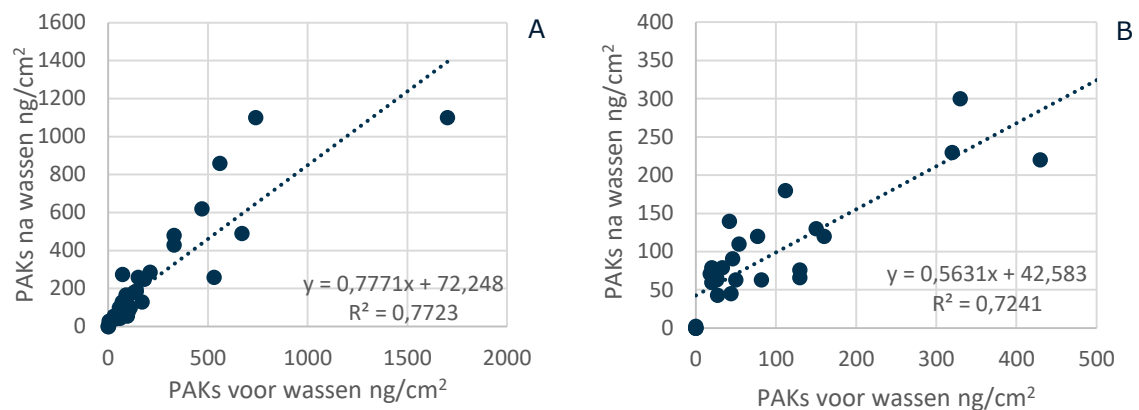 A
PAKs na wassen ng/cm²
1600
1400
1200
1000
800
600
400
200
0
y = 0,7771x + 72,248
R² = 0,7723
0 500 1000 1500 2000
PAKs voor wassen ng/cm²
B
PAKs na wassen ng/cm²
400
350
300
250
200
150
100
50
0
y = 0,5631x + 42,583
R² = 0,7241
0 100 200 300 400 500
PAKs voor wassen ng/cm²